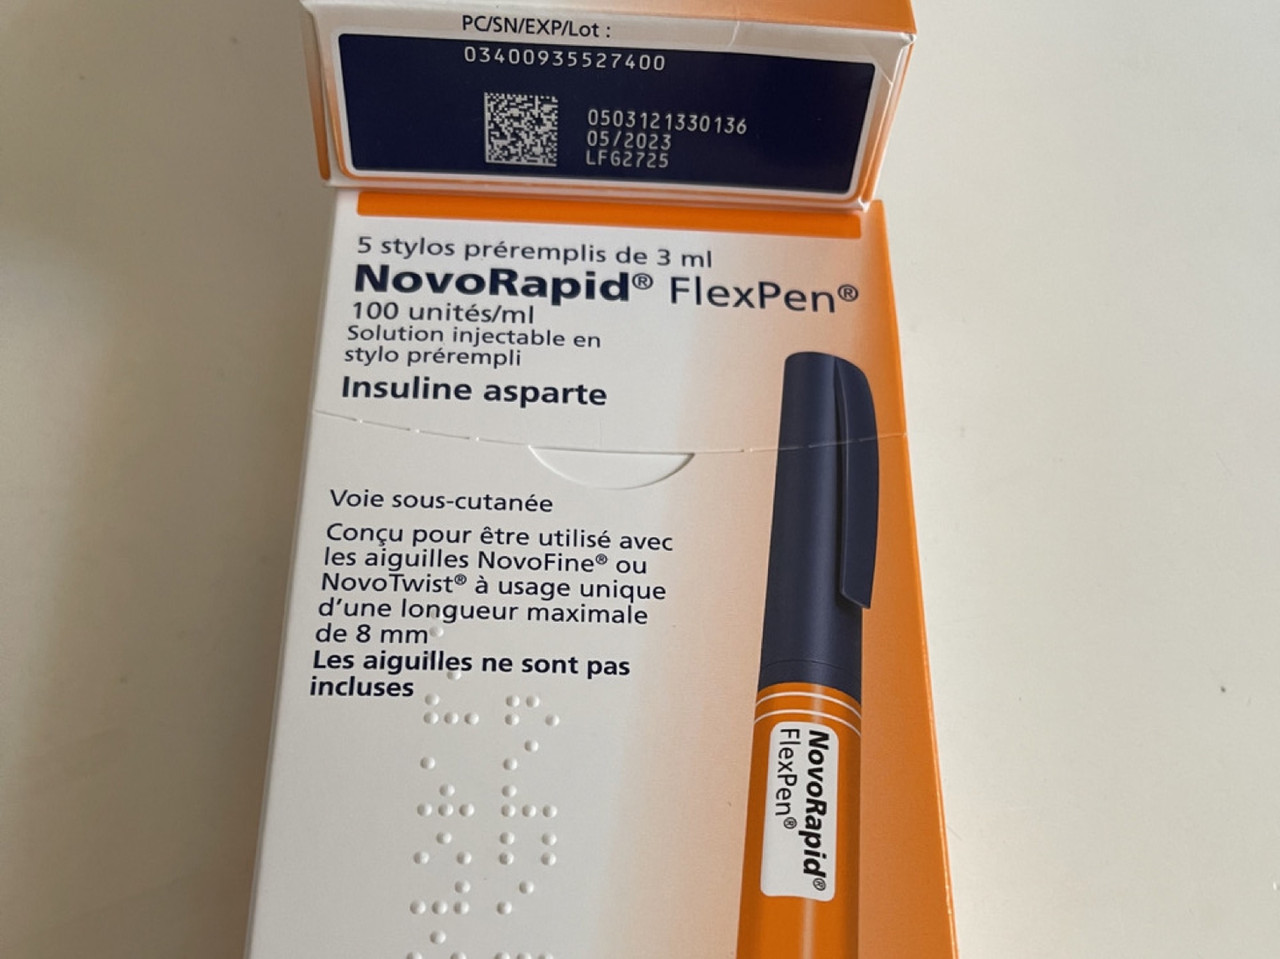 PC/SN/EXP/Lot :
03400935527400
0503121330136
05/2023
LFG2725
5 stylos préremplis de 3 ml
NovoRapid® FlexPen®
100 unités/ml
Solution injectable en
stylo prérempli
Insuline asparte
Voie sous-cutanée
Conçu pour être utilisé avec
les aiguilles NovoFine® ou
NovoTwist® à usage unique
d'une longueur maximale
de 8 mm
Les aiguilles ne sont pas
incluses
NovoRapid®
FlexPen®